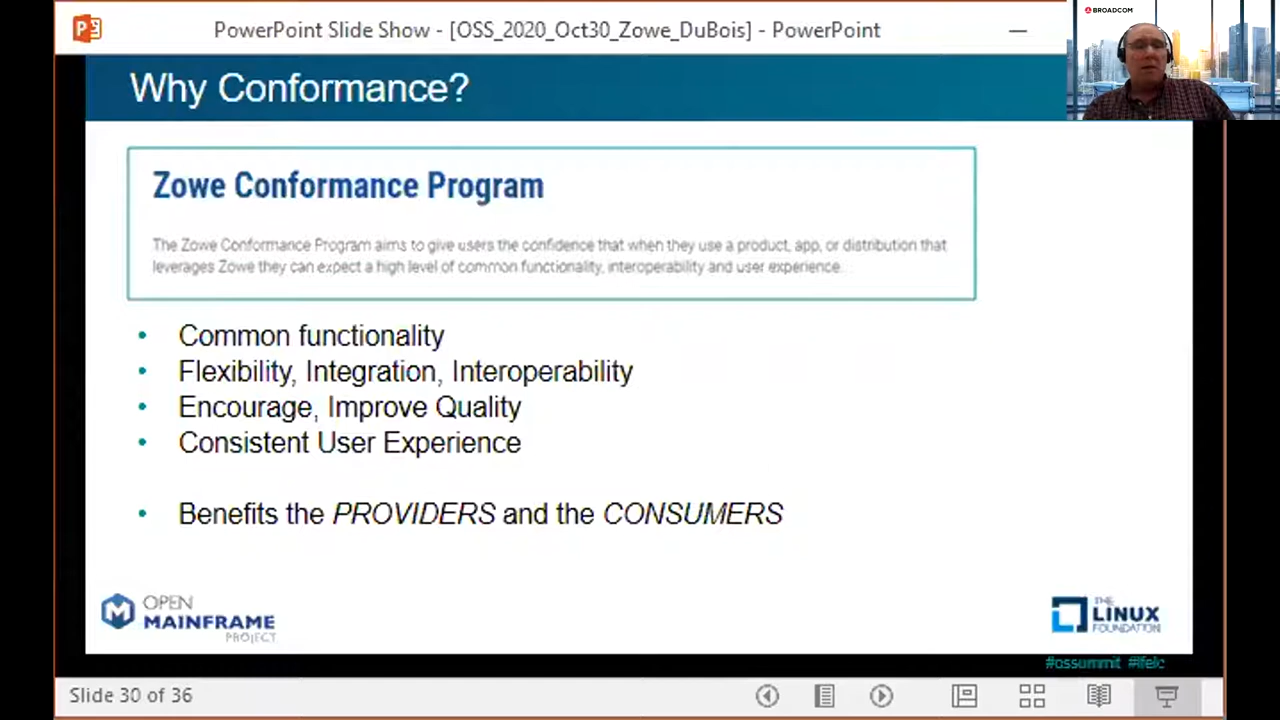 PowerPoint Slide Show - [OSS_2020_Oct30_Zowe_DuBois] - PowerPoint
BROADCOM
Why Conformance?
Zowe Conformance Program
The Zowe Conformance Program aims to give users the confidence that when they use a product, app, or distribution that
leverages Zowe they can expect a high level of common functionality, interoperability and user experience.
• Common functionality
• Flexibility, Integration, Interoperability
• Encourage, Improve Quality
• Consistent User Experience
• Benefits the PROVIDERS and the CONSUMERS
OPEN
MAINFRAME
PROJECT
THE
LINUX
FOUNDATION
#ossummit #lfelc
Slide 30 of 36